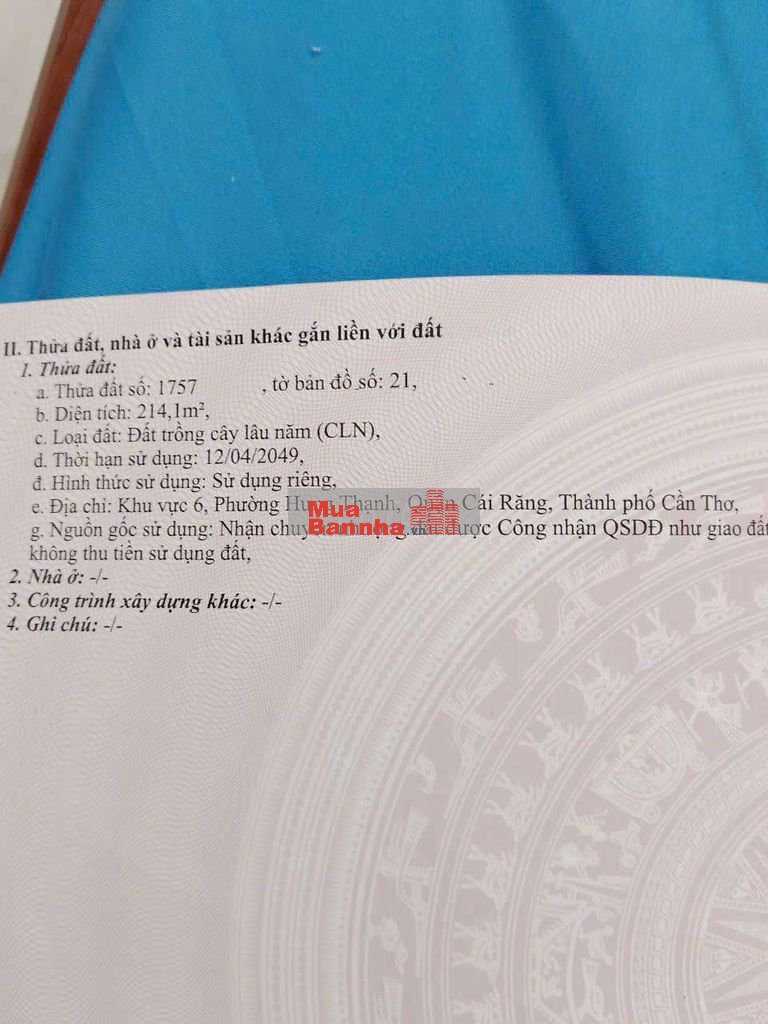 II. Thửa đất, nhà ở và tài sản khác gắn liền với đất
1. Thửa đất:
a. Thửa đất số: 1757 , tờ bản đồ số: 21,
b. Diện tích: 214,1m²,
c. Loại đất: Đất trồng cây lâu năm (CLN),
d. Thời hạn sử dụng: 12/04/2049,
đ. Hình thức sử dụng: Sử dụng riêng,
e. Địa chỉ: Khu vực 6, Phường Thạnh, Quận Cái Răng, Thành phố Cần Thơ,
Mua
Bannha
g. Nguồn gốc sử dụng: Nhận được Công nhận QSDĐ như giao đất
không thu tiền sử dụng đất,
2. Nhà ở: -/-
3. Công trình xây dựng khác: -/-
4. Ghi chú: -/-